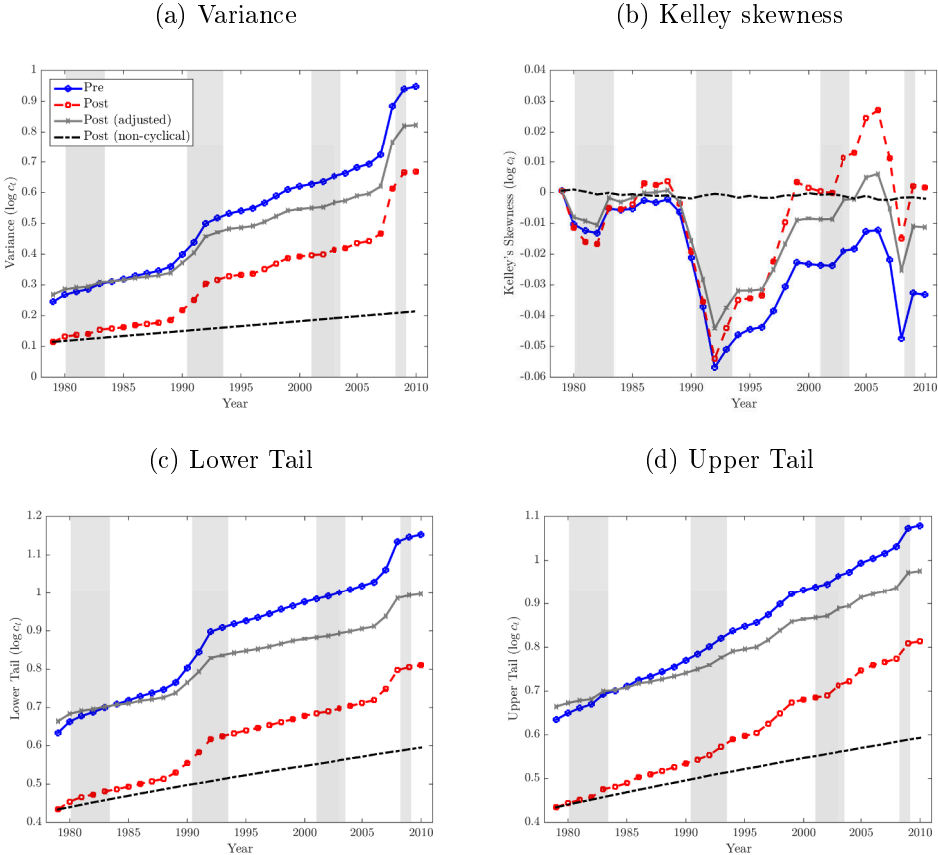 (a) Variance
(b) Kelley skewness
1
0.9
0.8
0.7
0.6
0.5
0.4
0.3
0.2
0.1
0
Variance (log cₜ)
Pre
Post
Post (adjusted)
Post (non-cyclical)
1980 1985 1990 1995 2000 2005 2010
Year
0.04
0.03
0.02
0.01
0
-0.01
-0.02
-0.03
-0.04
-0.05
-0.06
Kelley's Skewness (log cₜ)
1980 1985 1990 1995 2000 2005 2010
Year
(c) Lower Tail
(d) Upper Tail
1.2
1.1
1
0.9
0.8
0.7
0.6
0.5
0.4
Lower Tail (log cₜ)
1980 1985 1990 1995 2000 2005 2010
Year
1.1
1
0.9
0.8
0.7
0.6
0.5
0.4
Upper Tail (log cₜ)
1980 1985 1990 1995 2000 2005 2010
Year